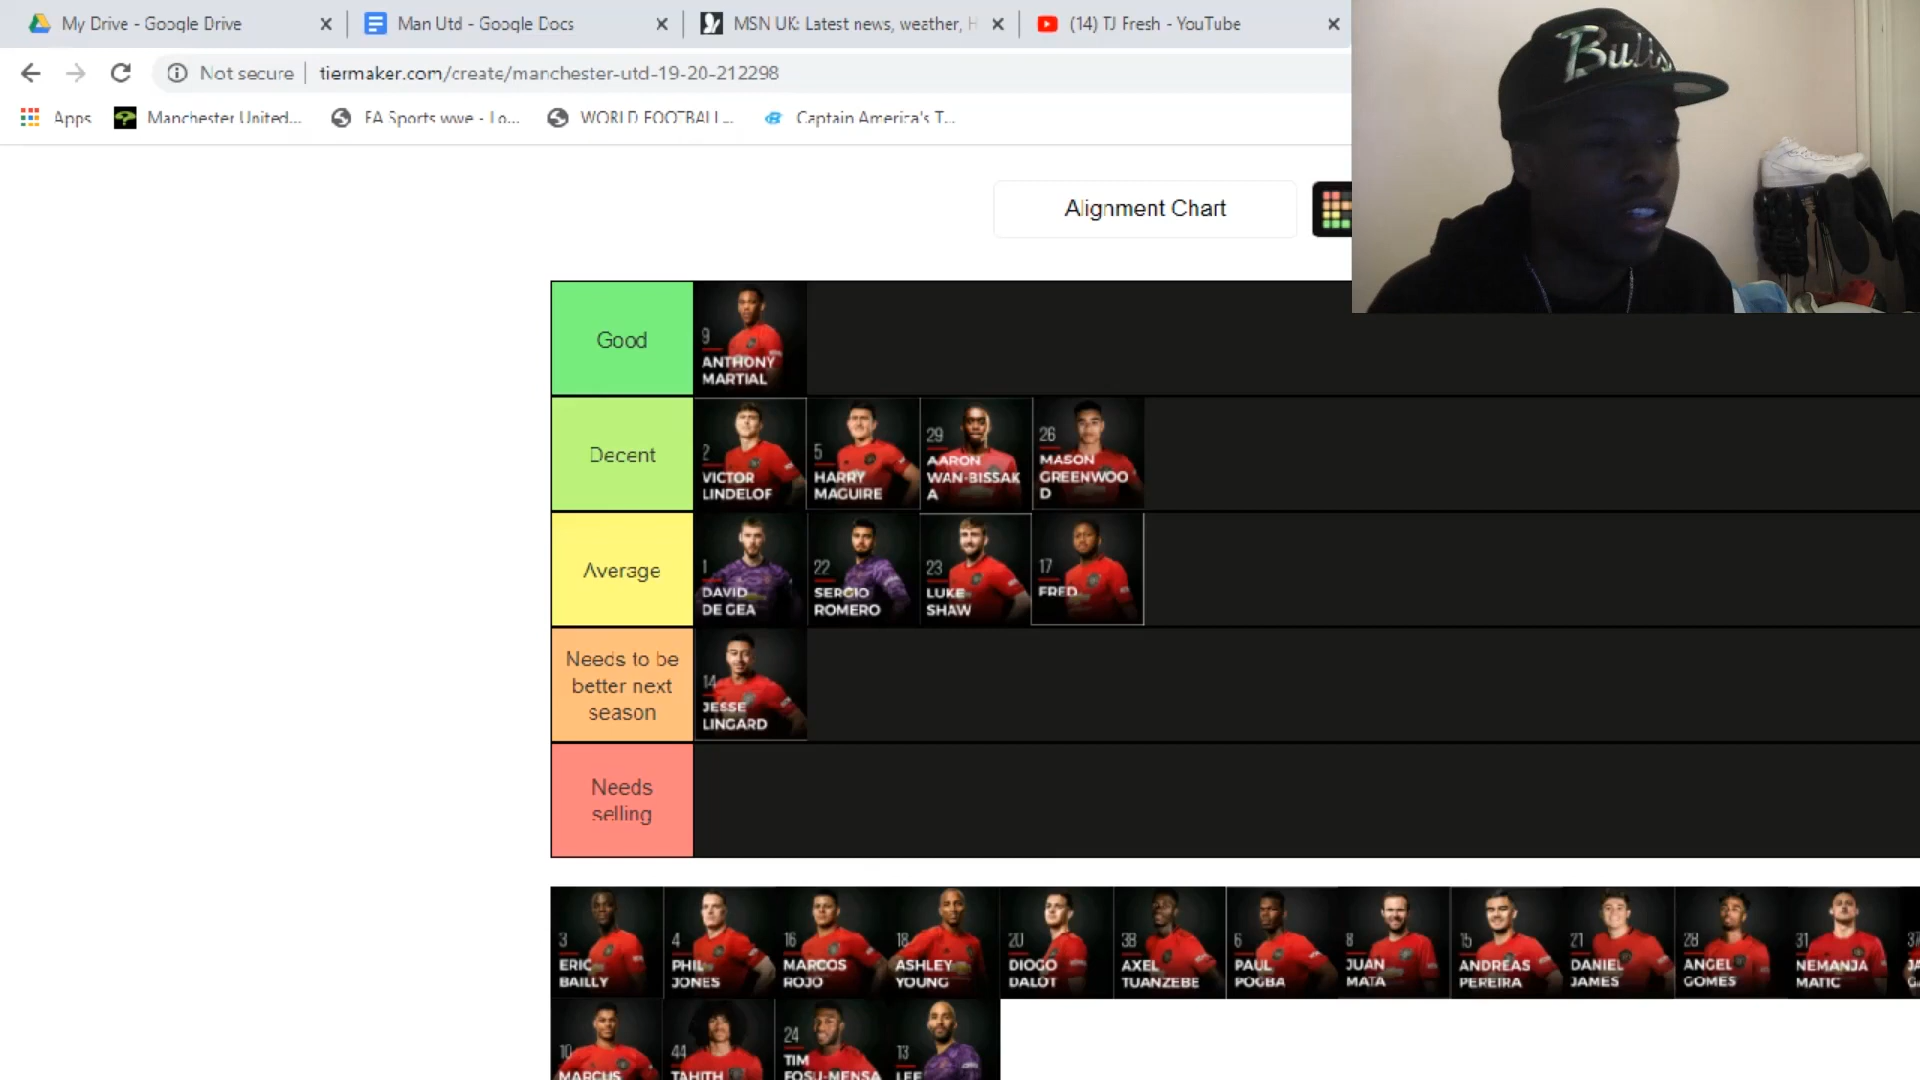 My Drive - Google Drive
Man Utd - Google Docs
MSN UK: Latest news, weather, H
(14) TJ Fresh - YouTube
Not secure
tiermaker.com/create/manchester-utd-19-20-212298
Apps
Manchester United...
EA Sports wwe - Lo...
WORLD FOOTBALL...
Captain America's T...
Bulls
Alignment Chart
Good
9
ANTHONY
MARTIAL
Decent
2
VICTOR
LINDELOF
5
HARRY
MAGUIRE
29
AARON
WAN-BISSAK
A
26
MASON
GREENWOO
D
Average
1
DAVID
DE GEA
22
SERGIO
ROMERO
23
LUKE
SHAW
17
FRED
Needs to be
better next
season
14
JESSE
LINGARD
Needs
selling
3
ERIC
BAILLY
4
PHIL
JONES
16
MARCOS
ROJO
18
ASHLEY
YOUNG
20
DIOGO
DALOT
38
AXEL
TUANZEBE
6
PAUL
POGBA
8
JUAN
MATA
15
ANDREAS
PEREIRA
21
DANIEL
JAMES
28
ANGEL
GOMES
31
NEMANJA
MATIC
37
JA
G
10
MARCUS
44
TAHITH
24
TIM
FOSU-MENSA
13
LEE